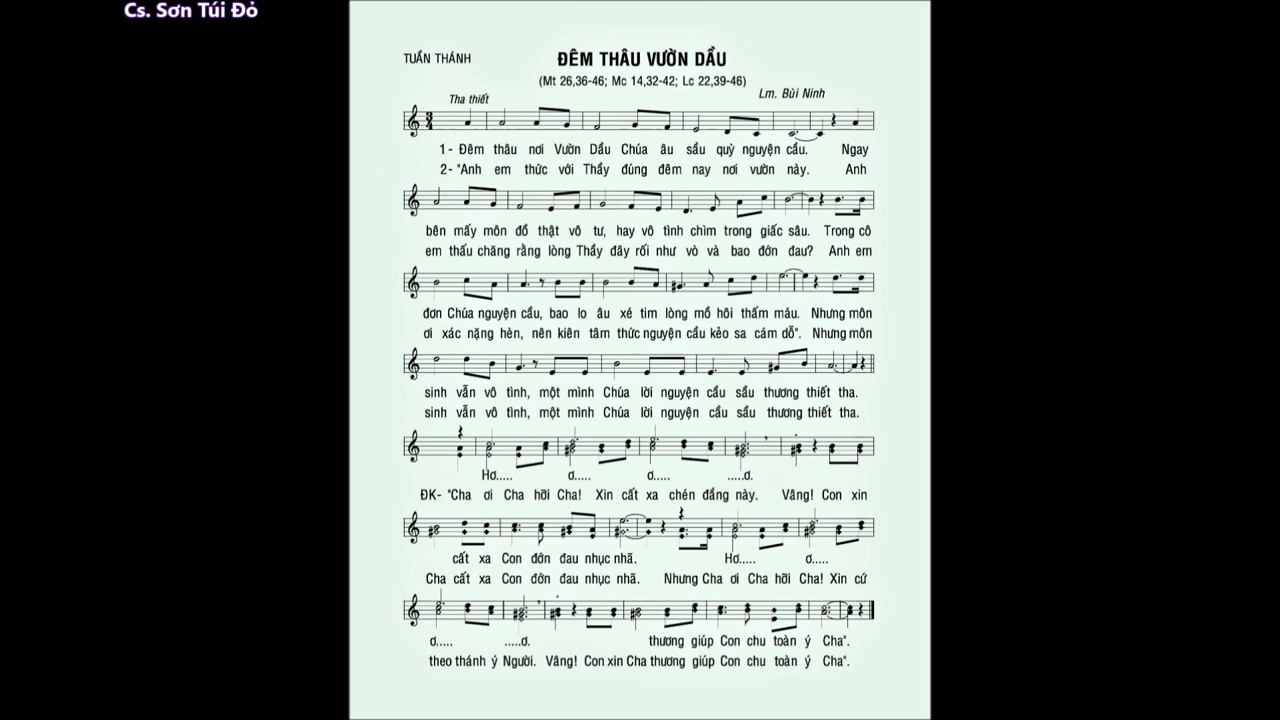 Cs. Sơn Túi Đỏ
TUẦN THÁNH
ĐÊM THÂU VƯỜN DẦU
(Mt 26,36-46; Mc 14,32-42; Lc 22,39-46)
Lm. Bùi Ninh
Tha thiết
3
4
1- Đêm thâu nơi Vườn Dầu Chúa âu sầu quỳ nguyện cầu. Ngay
2- "Anh em thức với Thầy đúng đêm nay nơi vườn này. Anh
bên mấy môn đồ thật vô tư, hay vô tình chìm trong giấc sâu. Trong cô
em thấu chăng rằng lòng Thầy đây rối như vò và bao đớn đau? Anh em
đơn Chúa nguyện cầu, bao lo âu xé tim lòng mồ hôi thấm máu. Nhưng môn
ơi xác nặng hèn, nên kiên tâm thức nguyện cầu kẻo sa cám dỗ". Nhưng môn
sinh vẫn vô tình, một mình Chúa lời nguyện cầu sầu thương thiết tha.
sinh vẫn vô tình, một mình Chúa lời nguyện cầu sầu thương thiết tha.
Hơ..... ơ..... ơ..... .....ơ.
ĐK- "Cha ơi Cha hỡi Cha! Xin cất xa chén đắng này. Vâng! Con xin
cất xa Con đớn đau nhục nhã. Hơ..... ơ.....
Cha cất xa Con đớn đau nhục nhã. Nhưng Cha ơi Cha hỡi Cha! Xin cứ
ơ..... .....ơ. thương giúp Con chu toàn ý Cha".
theo thánh ý Người. Vâng! Con xin Cha thương giúp Con chu toàn ý Cha".